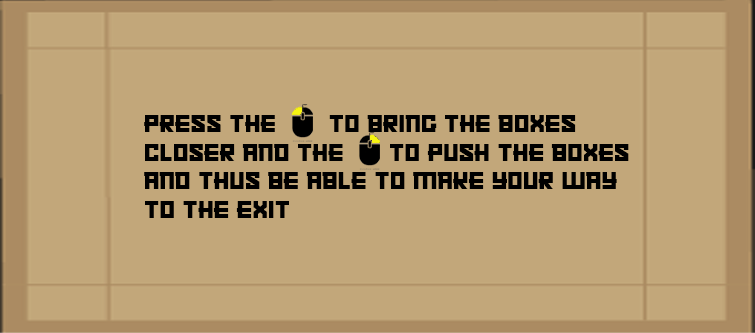 PRESS THE TO BRING THE BOXES
CLOSER AND THE TO PUSH THE BOXES
AND THUS BE ABLE TO MAKE YOUR WAY
TO THE EXIT